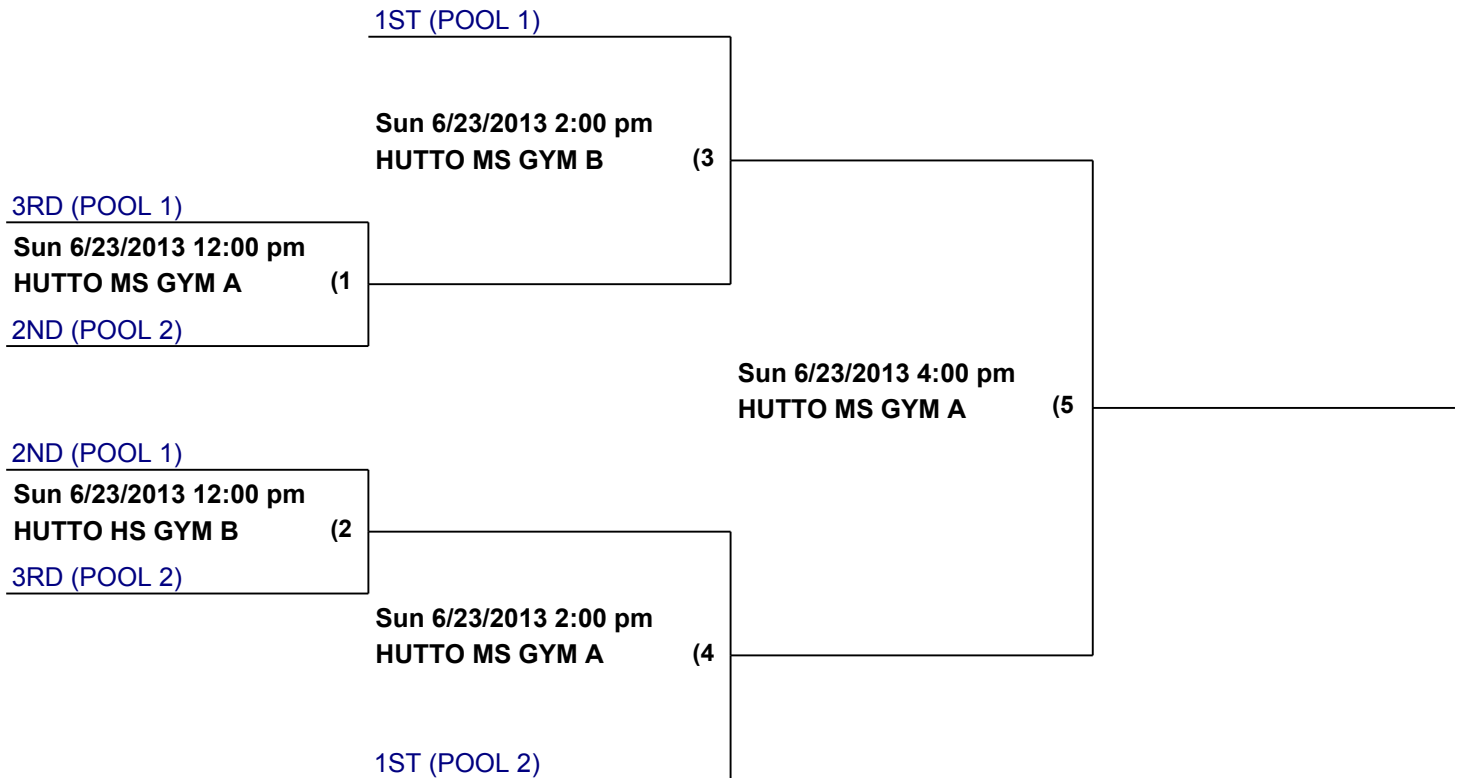 1ST (POOL 1)
Sun 6/23/2013 2:00 pm
HUTTO MS GYM B (3
3RD (POOL 1)
Sun 6/23/2013 12:00 pm
HUTTO MS GYM A (1
2ND (POOL 2)
Sun 6/23/2013 4:00 pm
HUTTO MS GYM A (5
2ND (POOL 1)
Sun 6/23/2013 12:00 pm
HUTTO HS GYM B (2
3RD (POOL 2)
Sun 6/23/2013 2:00 pm
HUTTO MS GYM A (4
1ST (POOL 2)